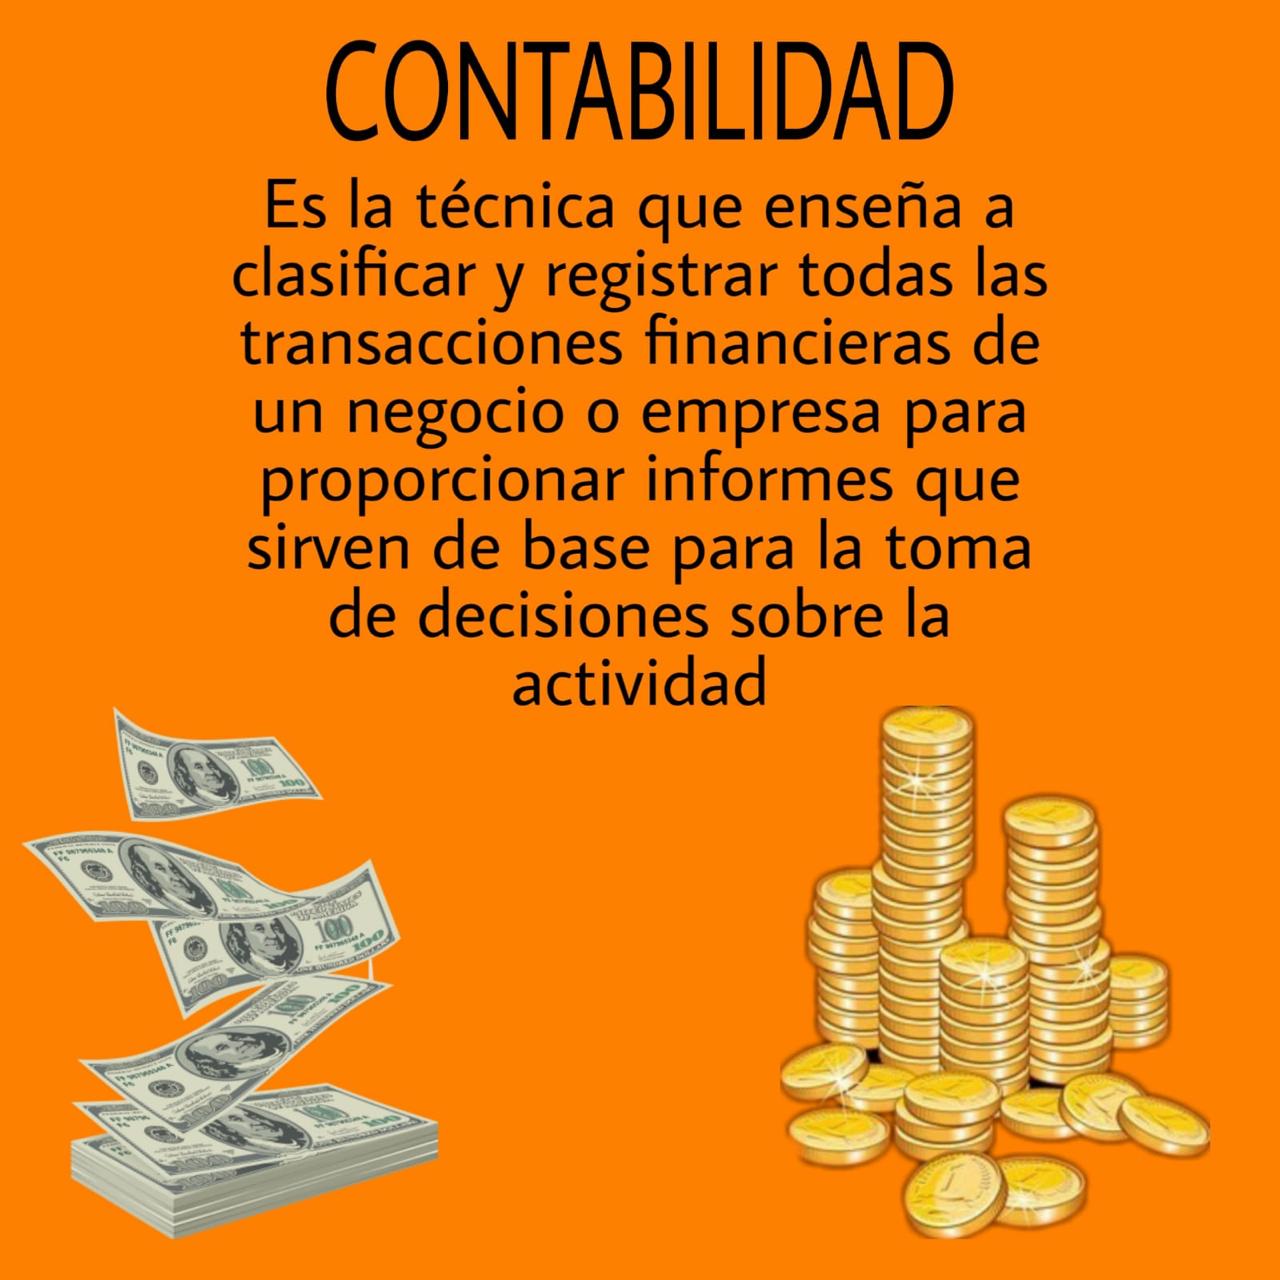 CONTABILIDAD
Es la técnica que enseña a
clasificar y registrar todas las
transacciones financieras de
un negocio o empresa para
proporcionar informes que
sirven de base para la toma
de decisiones sobre la
actividad